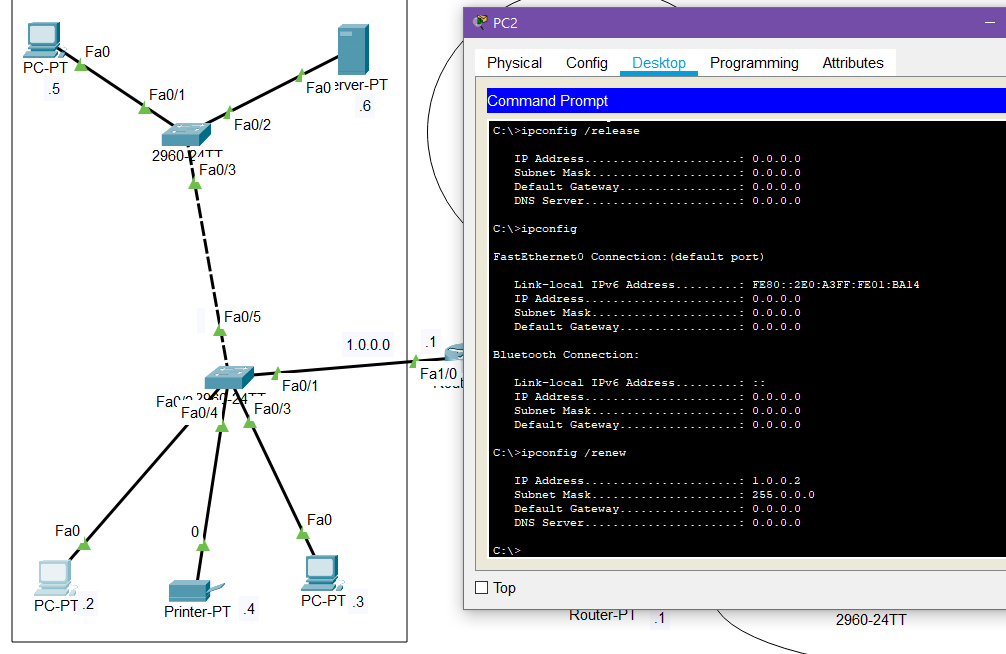 Fa0
PC-PT
.5
Fa0/1
Fa0
erver-PT
.6
Fa0/2
2960-24TT
Fa0/3
Fa0/5
1.0.0.0
.1
Fa1/0
Fa0/1
2960-24TT
Fa0/4
Fa0/3
Fa0
0
Fa0
PC-PT .2
Printer-PT .4
PC-PT .3
PC2
Physical Config Desktop Programming Attributes
Command Prompt
C:\>ipconfig /release
IP Address......................: 0.0.0.0
Subnet Mask.....................: 0.0.0.0
Default Gateway.................: 0.0.0.0
DNS Server......................: 0.0.0.0
C:\>ipconfig
FastEthernet0 Connection:(default port)
Link-local IPv6 Address.........: FE80::2E0:A3FF:FE01:BA14
IP Address......................: 0.0.0.0
Subnet Mask.....................: 0.0.0.0
Default Gateway.................: 0.0.0.0
Bluetooth Connection:
Link-local IPv6 Address.........: ::
IP Address......................: 0.0.0.0
Subnet Mask.....................: 0.0.0.0
Default Gateway.................: 0.0.0.0
C:\>ipconfig /renew
IP Address......................: 1.0.0.2
Subnet Mask.....................: 255.0.0.0
Default Gateway.................: 0.0.0.0
DNS Server......................: 0.0.0.0
C:\>
Top
Router-PT .1
2960-24TT